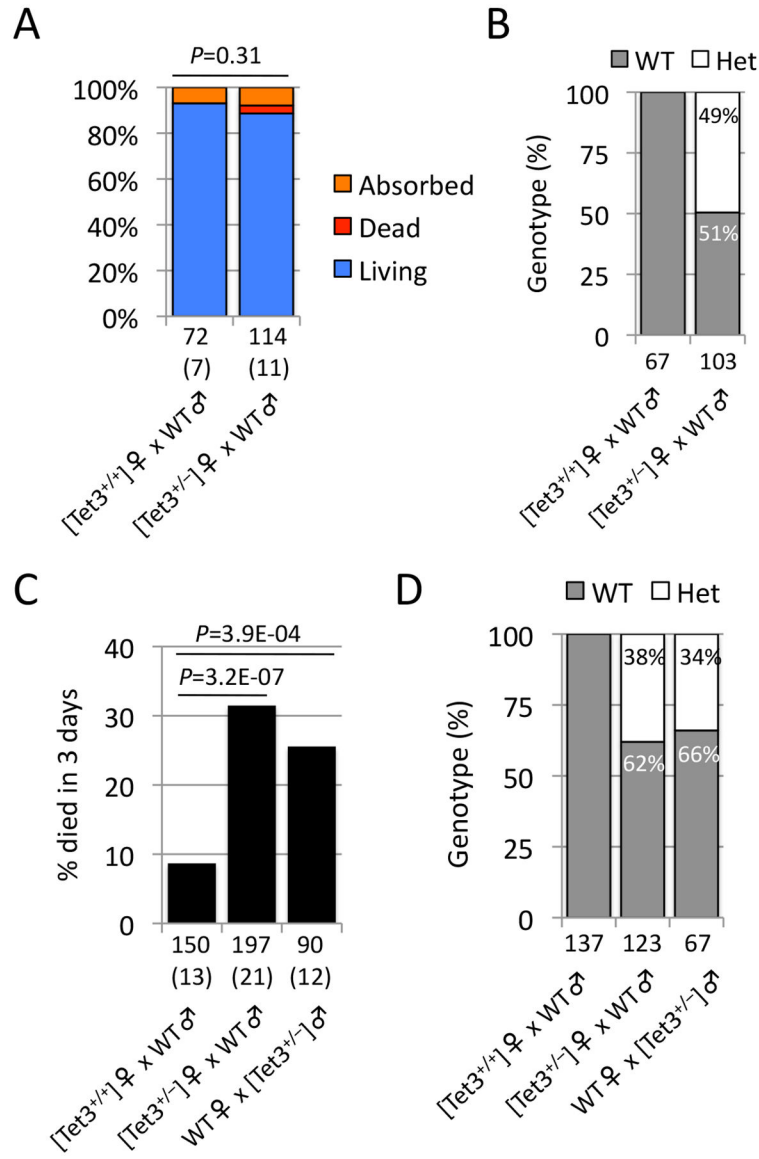 A
P=0.31
100%
80%
60%
40%
20%
0%
Absorbed
Dead
Living
72 114
(7) (11)
[Tet3+/+]♀ x WT♂
[Tet3+/−]♀ x WT♂
B
WT Het
Genotype (%)
100
75
50
25
0
49%
51%
67 103
[Tet3+/+]♀ x WT♂
[Tet3+/−]♀ x WT♂
C
% died in 3 days
40
30
20
10
0
P=3.9E-04
P=3.2E-07
150 197 90
(13) (21) (12)
[Tet3+/+]♀ x WT♂
[Tet3+/−]♀ x WT♂
WT♀ x [Tet3+/−]♂
D
WT Het
Genotype (%)
100
75
50
25
0
38% 34%
62% 66%
137 123 67
[Tet3+/+]♀ x WT♂
[Tet3+/−]♀ x WT♂
WT♀ x [Tet3+/−]♂